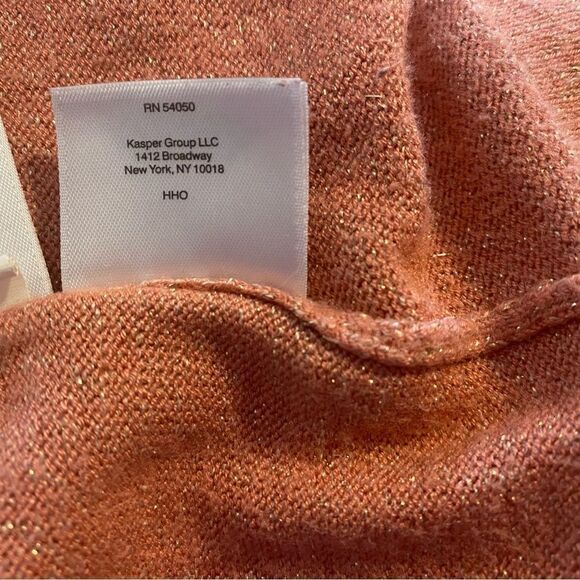 RN 54050
Kasper Group LLC
1412 Broadway
New York, NY 10018
HHO